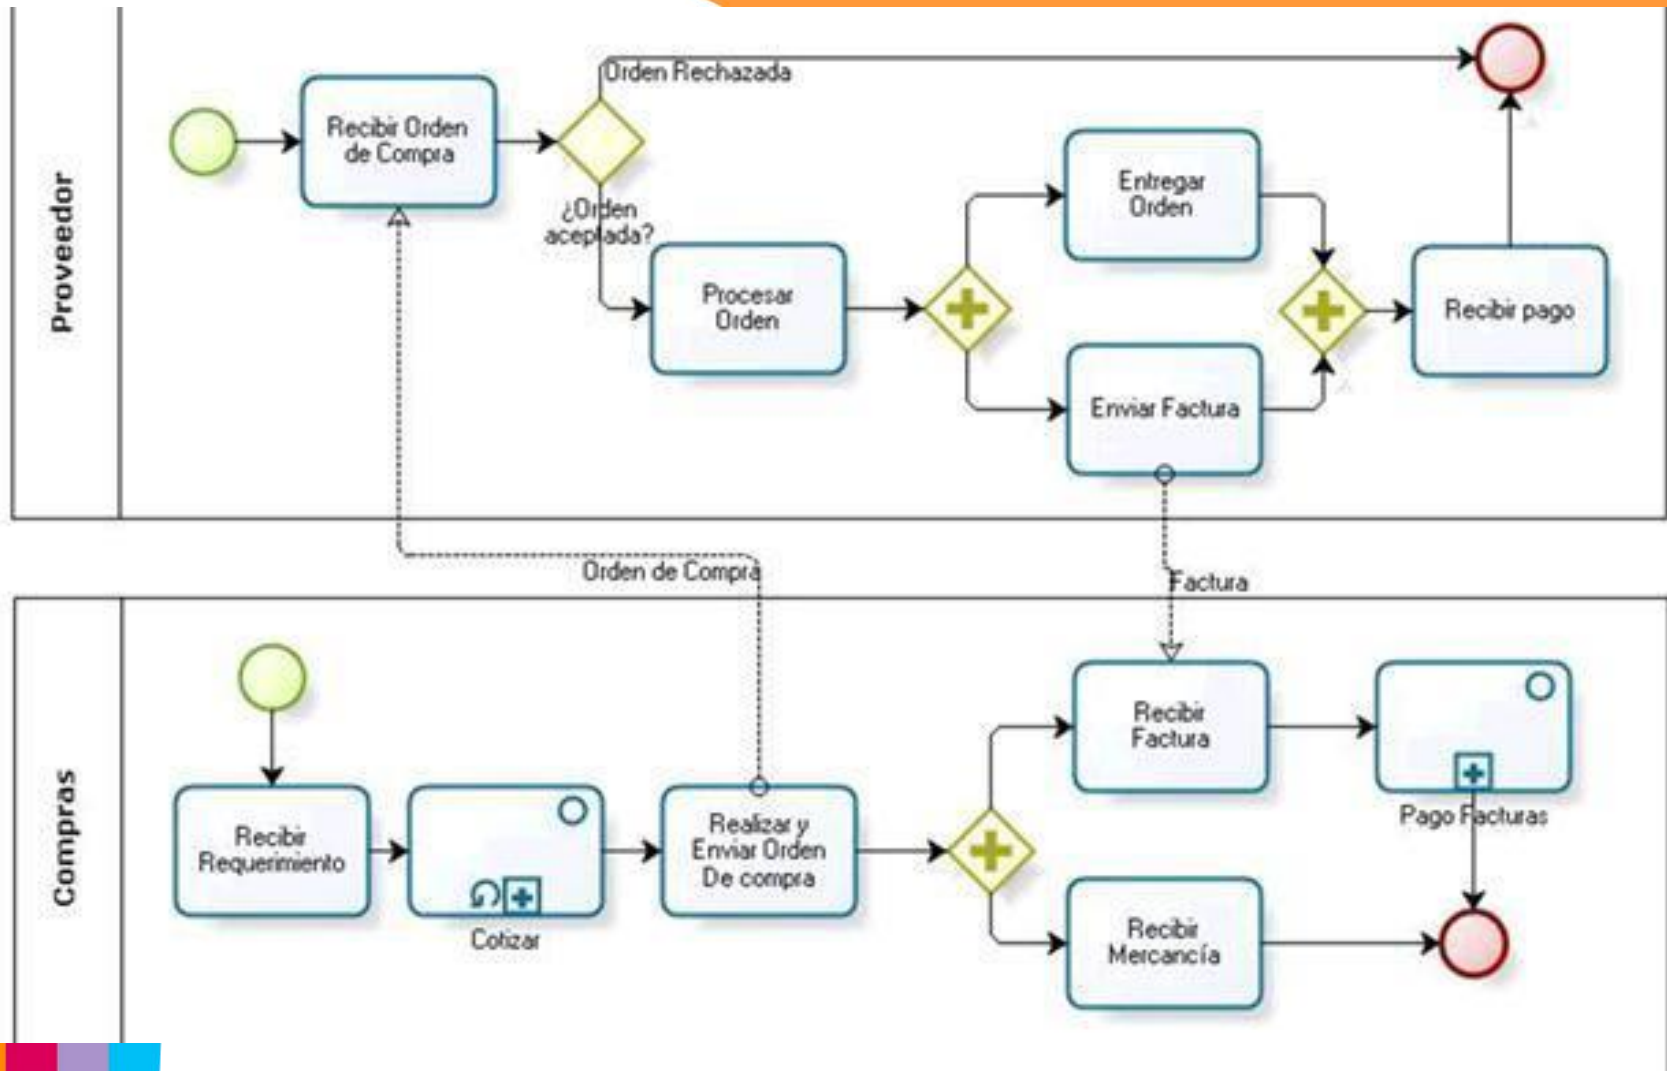 Proveedor
Orden Rechazada
Recibir Orden
de Compra
¿Orden
aceptada?
Procesar
Orden
Entregar
Orden
Enviar Factura
Recibir pago
Orden de Compra
Factura
Compras
Recibir
Requerimiento
Cotizar
Realizar y
Enviar Orden
De compra
Recibir
Factura
Pago Facturas
Recibir
Mercancía